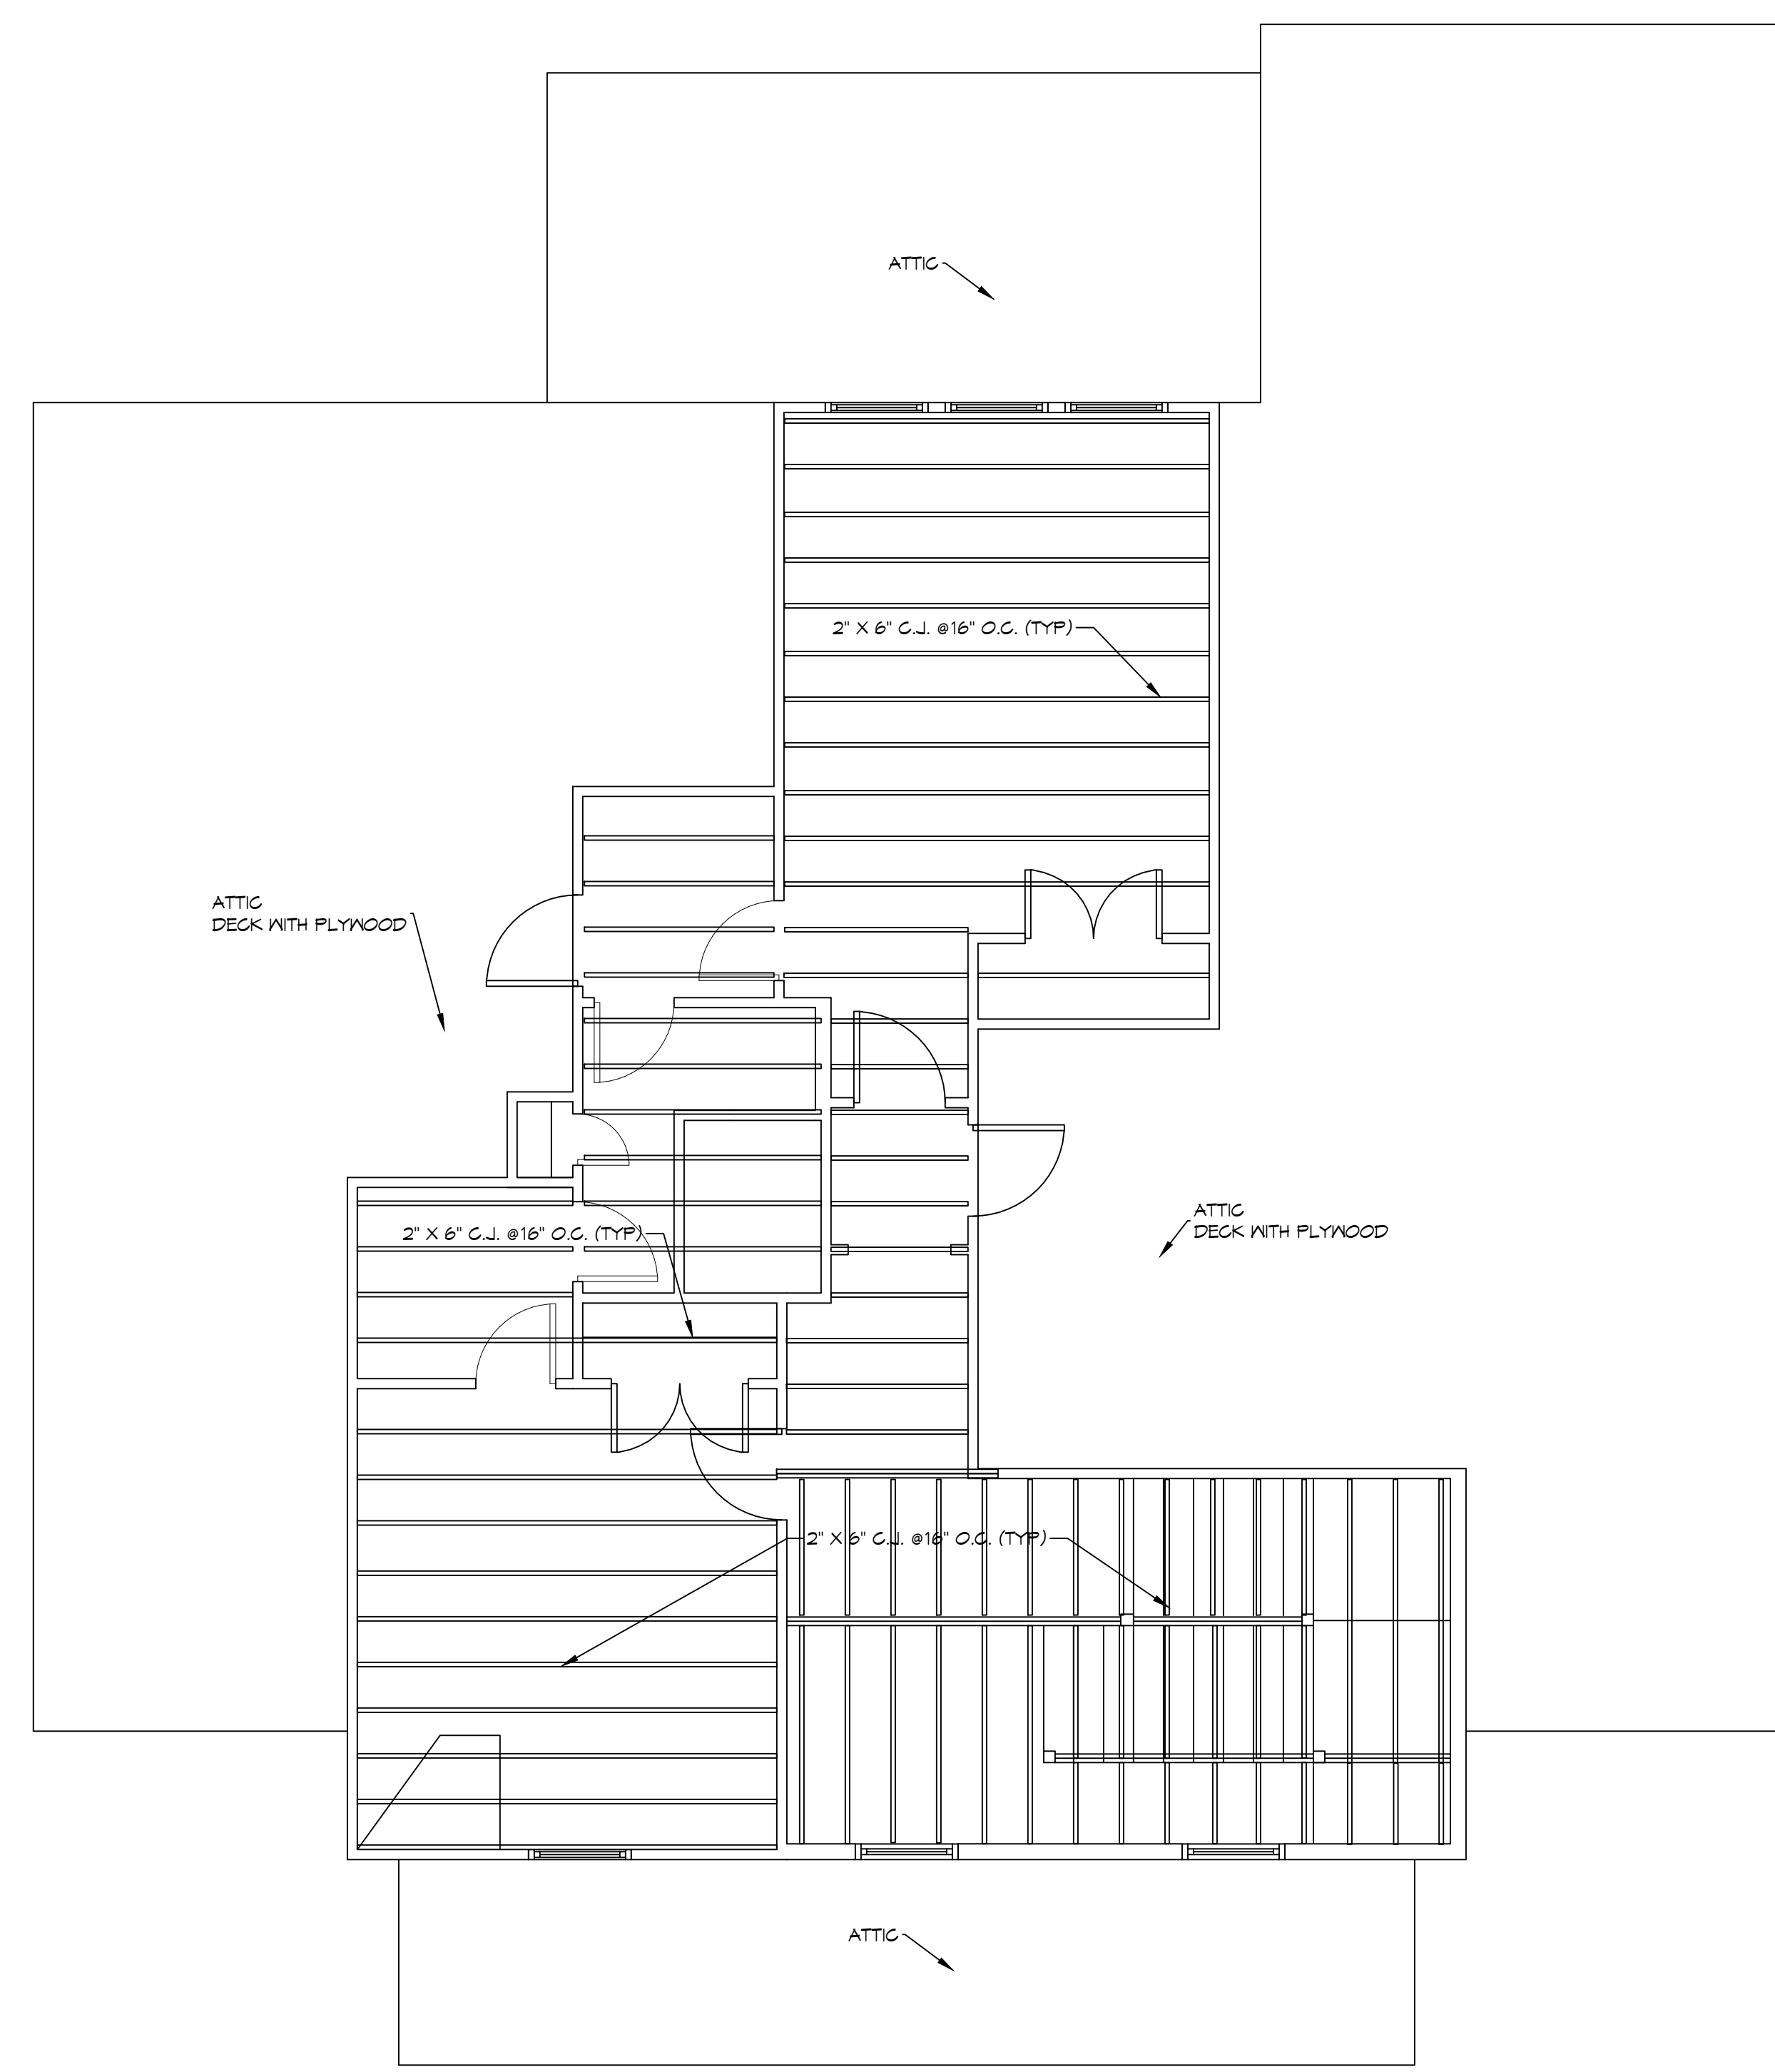 ATTIC
2" X 6" C.J. @16" O.C. (TYP)
ATTIC
DECK WITH PLYWOOD
ATTIC
DECK WITH PLYWOOD
2" X 6" C.J. @16" O.C. (TYP)
2" X 6" C.J. @16" O.C. (TYP)
ATTIC